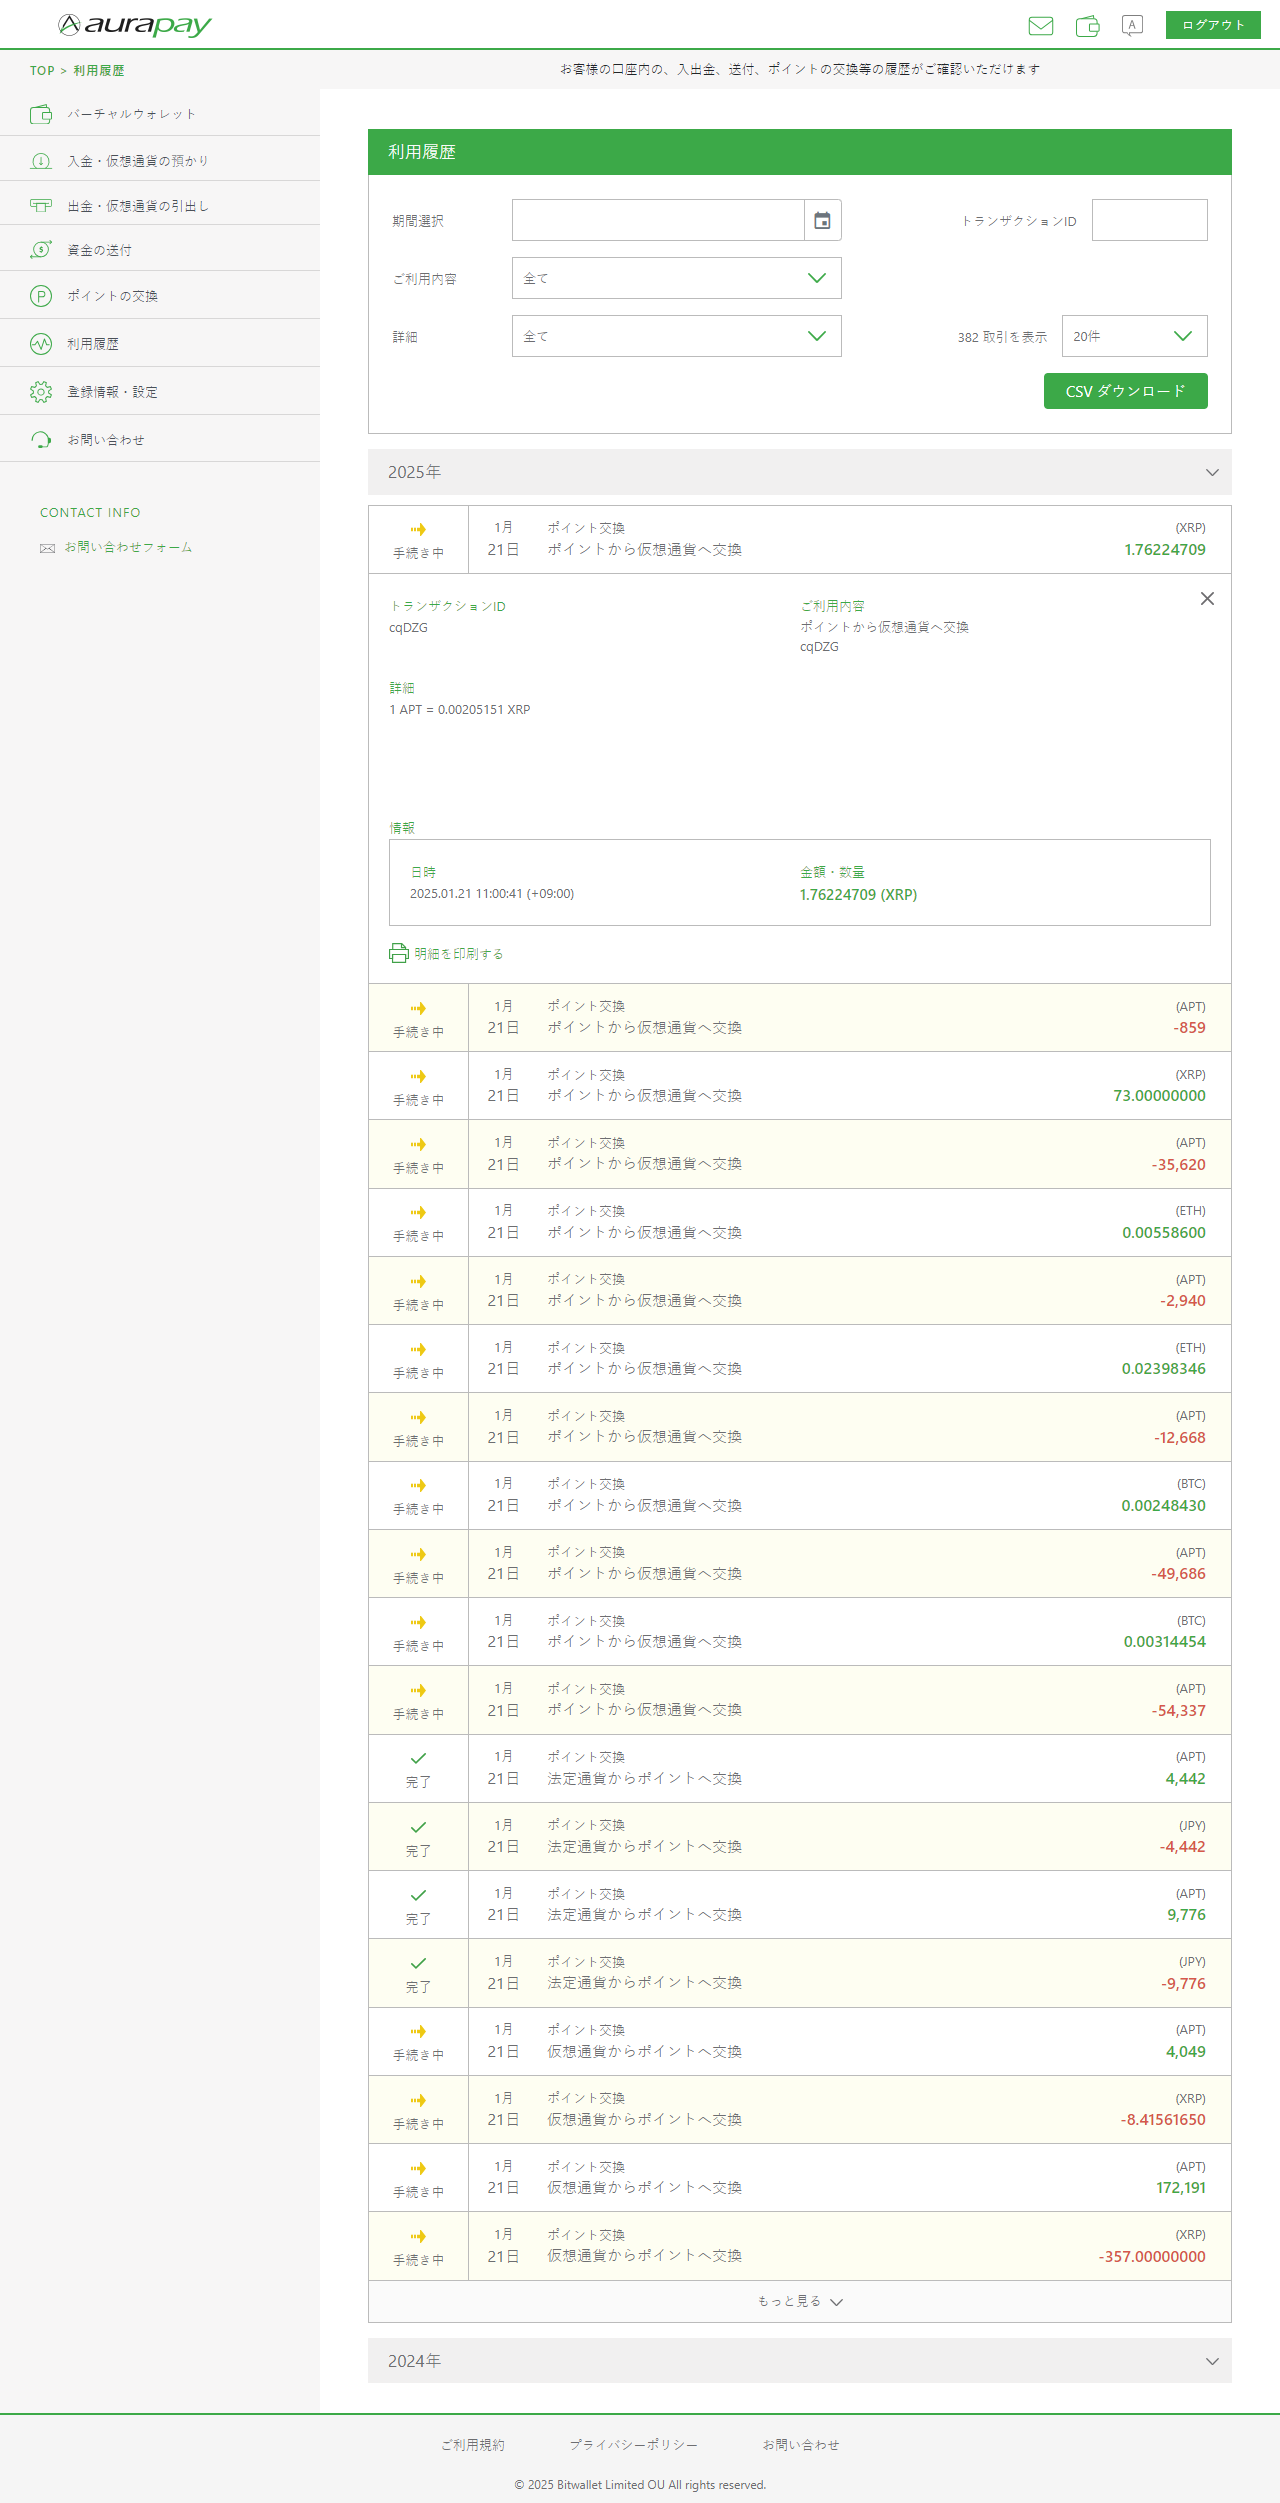 aurapay
A
ログアウト
TOP > 利用履歴
お客様の口座内の、入出金、送付、ポイントの交換等の履歴がご確認いただけます
バーチャルウォレット
入金・仮想通貨の預かり
出金・仮想通貨の引出し
資金の送付
ポイントの交換
利用履歴
登録情報・設定
お問い合わせ
CONTACT INFO
お問い合わせフォーム
利用履歴
期間選択
トランザクションID
ご利用内容
全て
詳細
全て
382 取引を表示
20件
CSV ダウンロード
2025年
手続き中
1月
21日
ポイント交換
ポイントから仮想通貨へ交換
(XRP)
1.76224709
トランザクションID
cqDZG
ご利用内容
ポイントから仮想通貨へ交換
cqDZG
詳細
1 APT = 0.00205151 XRP
情報
日時
2025.01.21 11:00:41 (+09:00)
金額・数量
1.76224709 (XRP)
明細を印刷する
手続き中
1月
21日
ポイント交換
ポイントから仮想通貨へ交換
(APT)
-859
手続き中
1月
21日
ポイント交換
ポイントから仮想通貨へ交換
(XRP)
73.00000000
手続き中
1月
21日
ポイント交換
ポイントから仮想通貨へ交換
(APT)
-35,620
手続き中
1月
21日
ポイント交換
ポイントから仮想通貨へ交換
(ETH)
0.00558600
手続き中
1月
21日
ポイント交換
ポイントから仮想通貨へ交換
(APT)
-2,940
手続き中
1月
21日
ポイント交換
ポイントから仮想通貨へ交換
(ETH)
0.02398346
手続き中
1月
21日
ポイント交換
ポイントから仮想通貨へ交換
(APT)
-12,668
手続き中
1月
21日
ポイント交換
ポイントから仮想通貨へ交換
(BTC)
0.00248430
手続き中
1月
21日
ポイント交換
ポイントから仮想通貨へ交換
(APT)
-49,686
手続き中
1月
21日
ポイント交換
ポイントから仮想通貨へ交換
(BTC)
0.00314454
手続き中
1月
21日
ポイント交換
ポイントから仮想通貨へ交換
(APT)
-54,337
完了
1月
21日
ポイント交換
法定通貨からポイントへ交換
(APT)
4,442
完了
1月
21日
ポイント交換
法定通貨からポイントへ交換
(JPY)
-4,442
完了
1月
21日
ポイント交換
法定通貨からポイントへ交換
(APT)
9,776
完了
1月
21日
ポイント交換
法定通貨からポイントへ交換
(JPY)
-9,776
手続き中
1月
21日
ポイント交換
仮想通貨からポイントへ交換
(APT)
4,049
手続き中
1月
21日
ポイント交換
仮想通貨からポイントへ交換
(XRP)
-8.41561650
手続き中
1月
21日
ポイント交換
仮想通貨からポイントへ交換
(APT)
172,191
手続き中
1月
21日
ポイント交換
仮想通貨からポイントへ交換
(XRP)
-357.00000000
もっと見る
2024年
ご利用規約
プライバシーポリシー
お問い合わせ
© 2025 Bitwallet Limited OU All rights reserved.